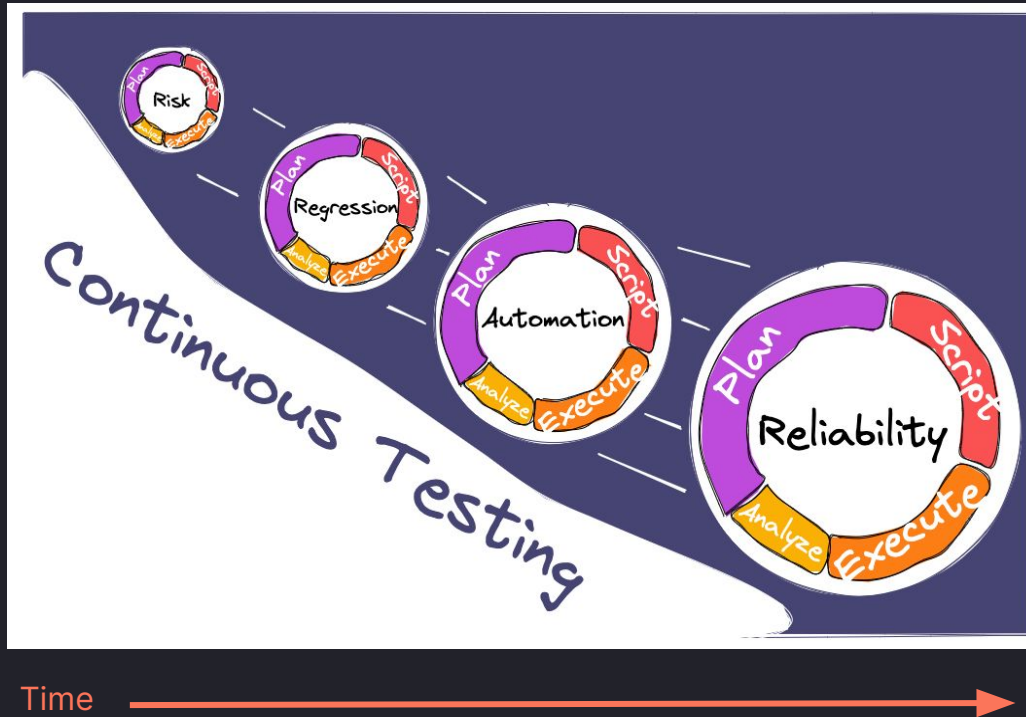 Plan
Script
Risk
Analyze
Execute
Plan
Script
Regression
Analyze
Execute
Plan
Script
Automation
Analyze
Execute
Plan
Script
Reliability
Analyze
Execute
Continuous Testing
Time